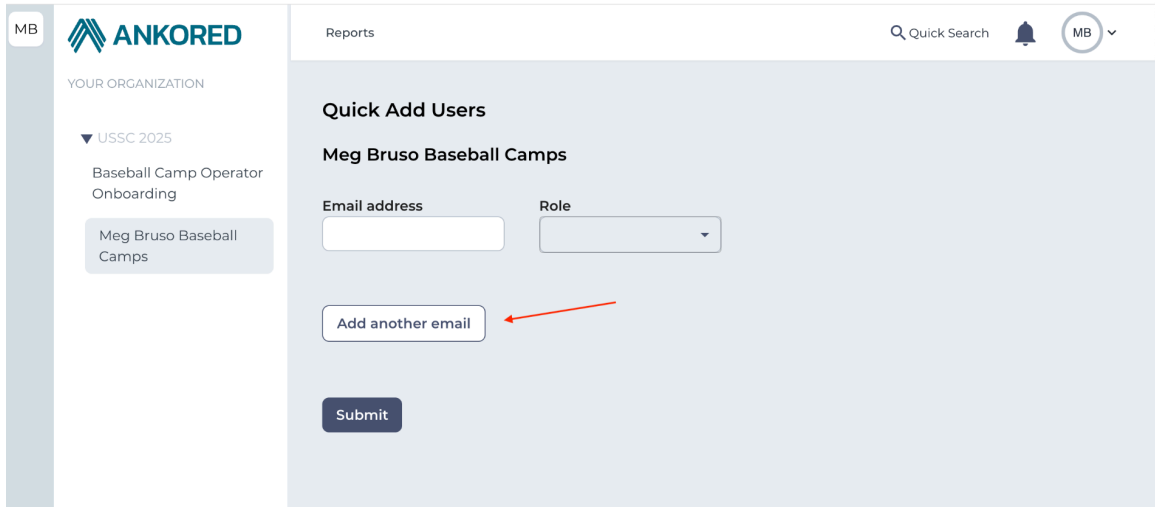 MB
ANKORED
Reports
Quick Search
MB
YOUR ORGANIZATION
USSC 2025
Baseball Camp Operator
Onboarding
Meg Bruso Baseball
Camps
Quick Add Users
Meg Bruso Baseball Camps
Email address
Role
Add another email
Submit